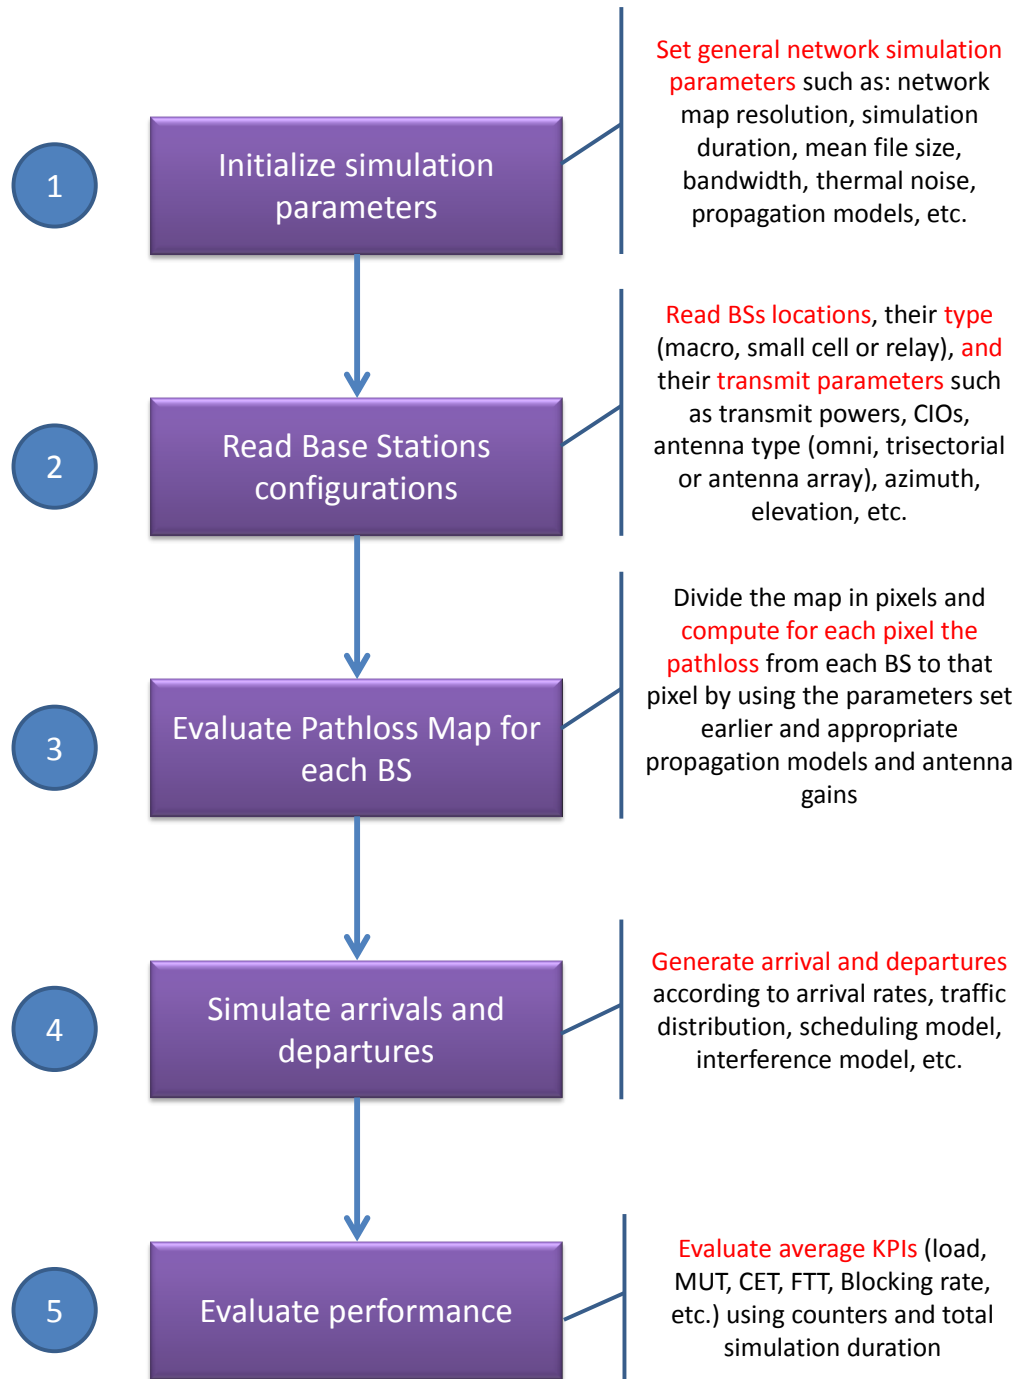 1
Initialize simulation
parameters
Set general network simulation
parameters such as: network
map resolution, simulation
duration, mean file size,
bandwidth, thermal noise,
propagation models, etc.
2
Read Base Stations
configurations
Read BSs locations, their type
(macro, small cell or relay), and
their transmit parameters such
as transmit powers, CIOs,
antenna type (omni, trisectorial
or antenna array), azimuth,
elevation, etc.
3
Evaluate Pathloss Map for
each BS
Divide the map in pixels and
compute for each pixel the
pathloss from each BS to that
pixel by using the parameters set
earlier and appropriate
propagation models and antenna
gains
4
Simulate arrivals and
departures
Generate arrival and departures
according to arrival rates, traffic
distribution, scheduling model,
interference model, etc.
5
Evaluate performance
Evaluate average KPIs (load,
MUT, CET, FTT, Blocking rate,
etc.) using counters and total
simulation duration